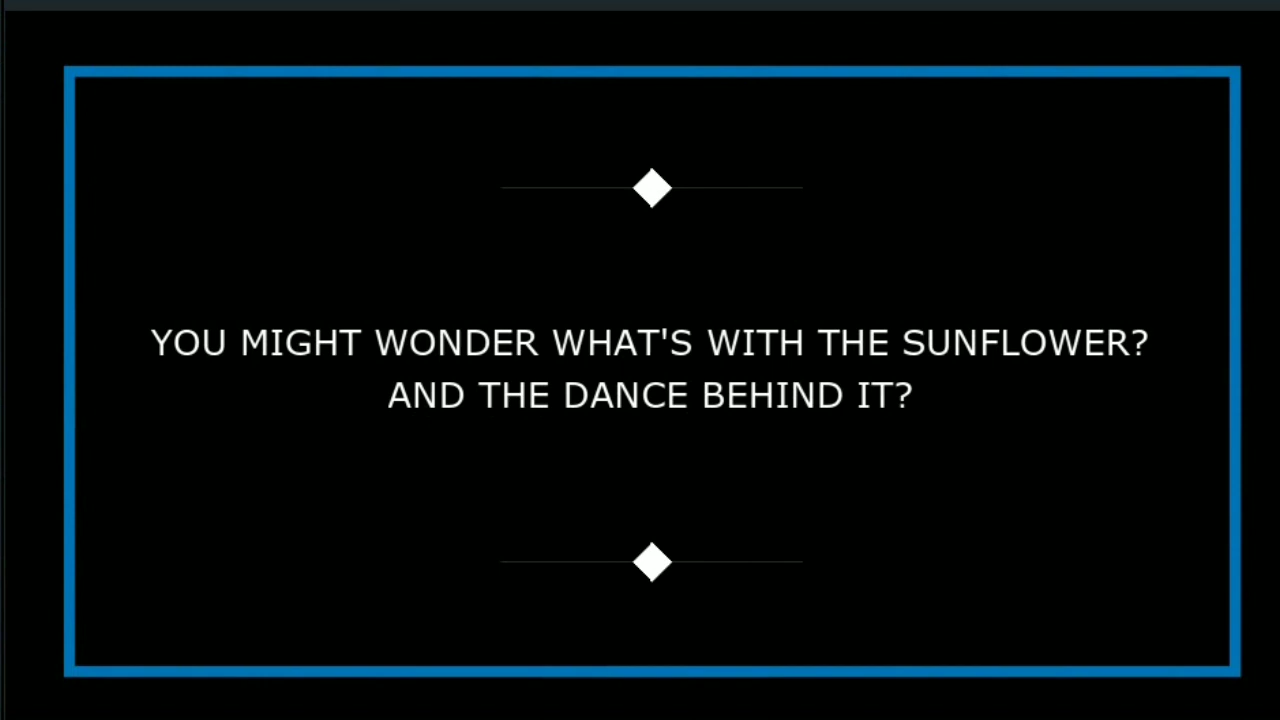 YOU MIGHT WONDER WHAT'S WITH THE SUNFLOWER?
AND THE DANCE BEHIND IT?